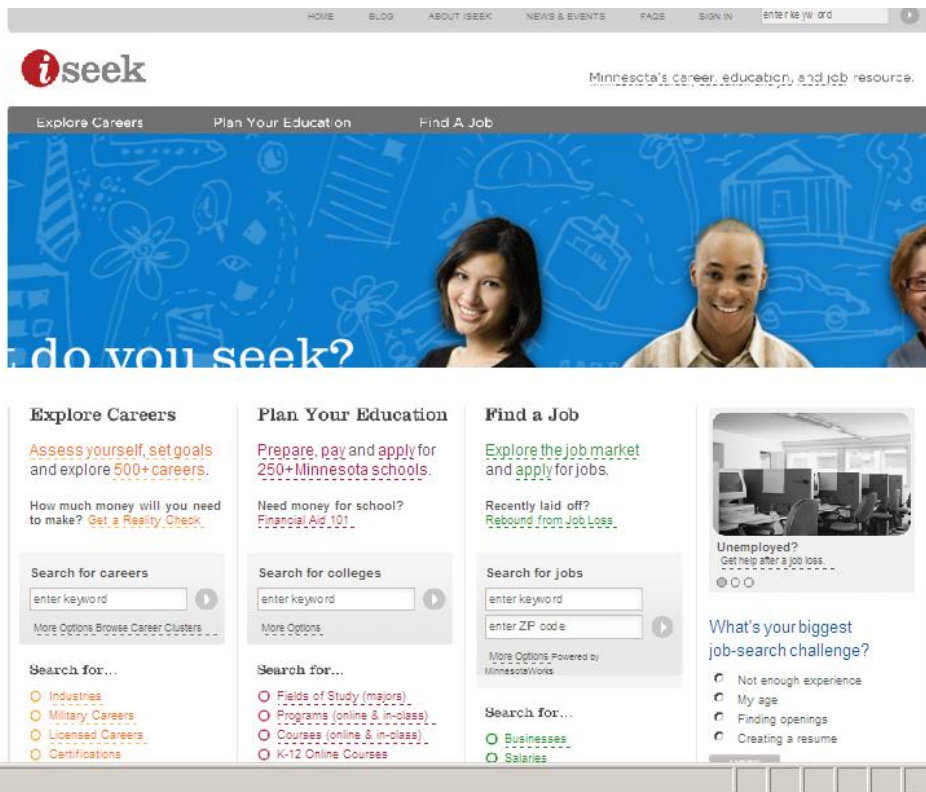 HOME BLOG ABOUT ISEEK NEWS & EVENTS FAQS SIGN IN enter keyword
iseek
Minnesota's career, education, and job resource.
Explore Careers Plan Your Education Find A Job
do you seek?
Explore Careers
Assess yourself, set goals
and explore 500+ careers.
How much money will you need
to make? Get a Reality Check
Search for careers
enter keyword
More Options Browse Career Clusters
Search for...
Industries
Military Careers
Licensed Careers
Certifications
Plan Your Education
Prepare, pay and apply for
250+ Minnesota schools.
Need money for school?
Financial Aid 101
Search for colleges
enter keyword
More Options
Search for...
Fields of Study (majors)
Programs (online & in-class)
Courses (online & in-class)
K-12 Online Courses
Find a Job
Explore the job market
and apply for jobs.
Recently laid off?
Rebound from Job Loss
Search for jobs
enter keyword
enter ZIP code
More Options Powered by
MinnesotaWorks
Search for...
Businesses
Salaries
Unemployed?
Get help after a job loss.
What's your biggest
job-search challenge?
Not enough experience
My age
Finding openings
Creating a resume